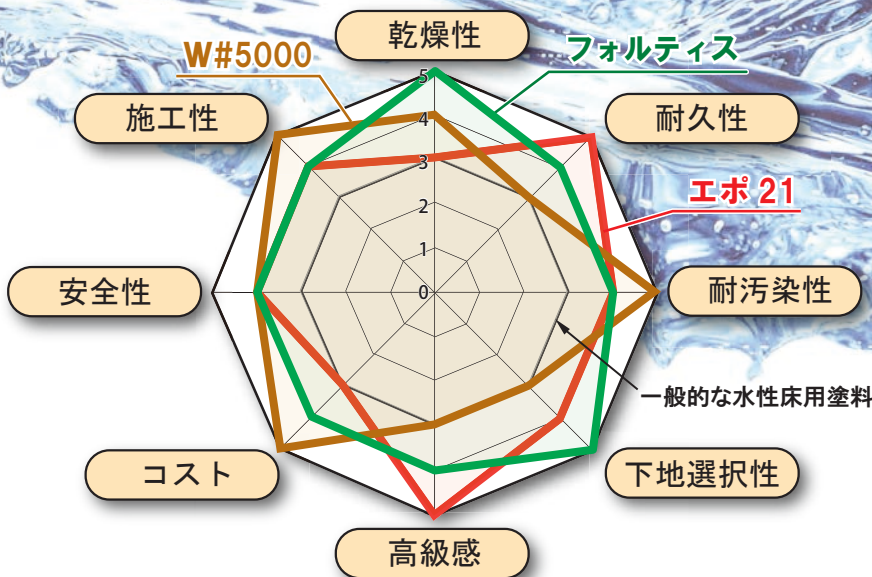 乾燥性
W#5000
フォルティス
施工性
耐久性
エポ21
安全性
耐汚染性
一般的な水性床用塗料
コスト
下地選択性
高級感
5
4
3
2
1
0